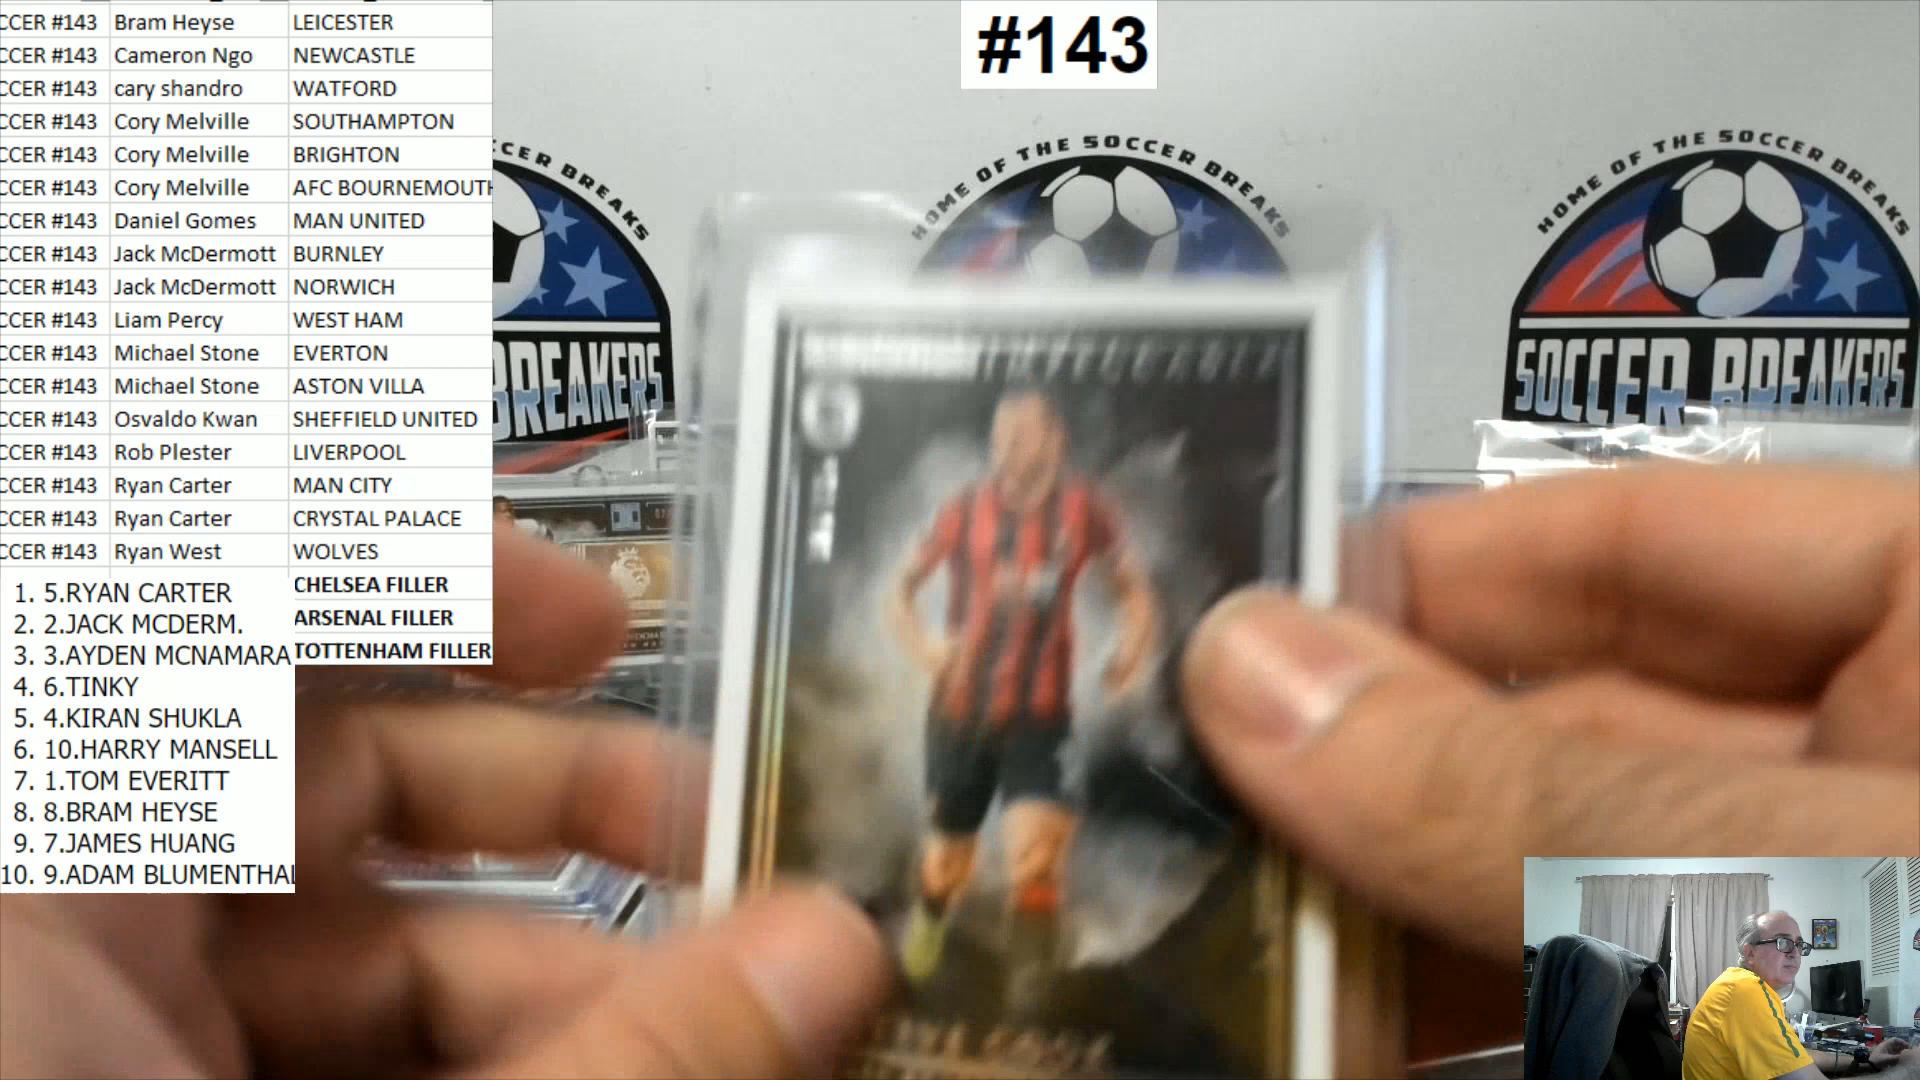 CCER #143 Bram Heyse LEICESTER
CCER #143 Cameron Ngo NEWCASTLE
CCER #143 cary shandro WATFORD
CCER #143 Cory Melville SOUTHAMPTON
CCER #143 Cory Melville BRIGHTON
CCER #143 Cory Melville AFC BOURNEMOUTH
CCER #143 Daniel Gomes MAN UNITED
CCER #143 Jack McDermott BURNLEY
CCER #143 Jack McDermott NORWICH
CCER #143 Liam Percy WEST HAM
CCER #143 Michael Stone EVERTON
CCER #143 Michael Stone ASTON VILLA
CCER #143 Osvaldo Kwan SHEFFIELD UNITED
CCER #143 Rob Plester LIVERPOOL
CCER #143 Ryan Carter MAN CITY
CCER #143 Ryan Carter CRYSTAL PALACE
CCER #143 Ryan West WOLVES
CHELSEA FILLER
ARSENAL FILLER
TOTTENHAM FILLER
1. 5.RYAN CARTER
2. 2.JACK MCDERM.
3. 3.AYDEN MCNAMARA
4. 6.TINKY
5. 4.KIRAN SHUKLA
6. 10.HARRY MANSELL
7. 1.TOM EVERITT
8. 8.BRAM HEYSE
9. 7.JAMES HUANG
10. 9.ADAM BLUMENTHAL
#143
CCER BREAKS
BREAKERS
HOME OF THE SOCCER BREAKS
HOME OF THE SOCCER BREAKS
SOCCER BREAKERS